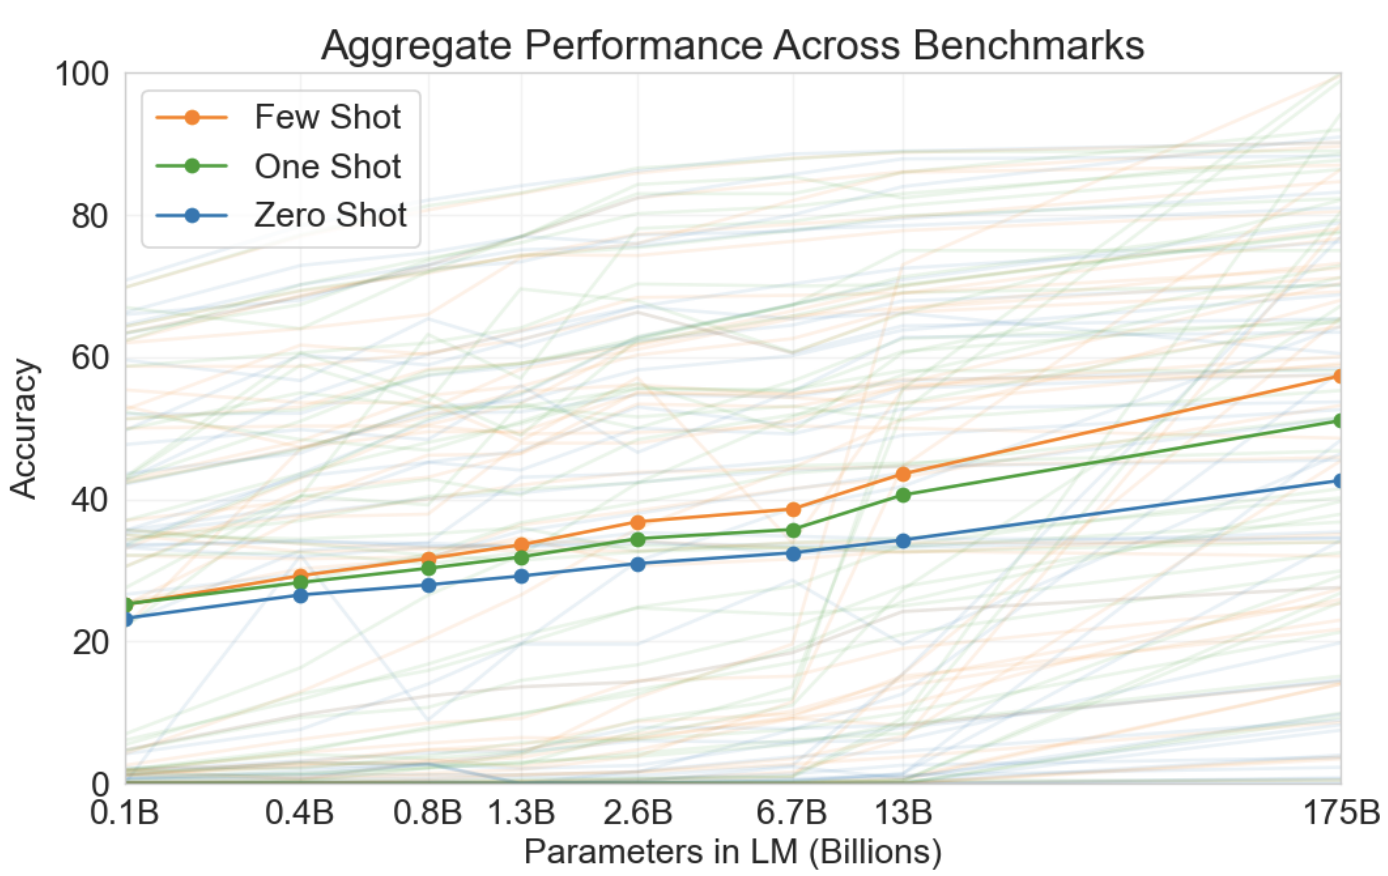 Aggregate Performance Across Benchmarks
100
80
60
40
20
0
Accuracy
Few Shot
One Shot
Zero Shot
0.1B 0.4B 0.8B 1.3B 2.6B 6.7B 13B 175B
Parameters in LM (Billions)